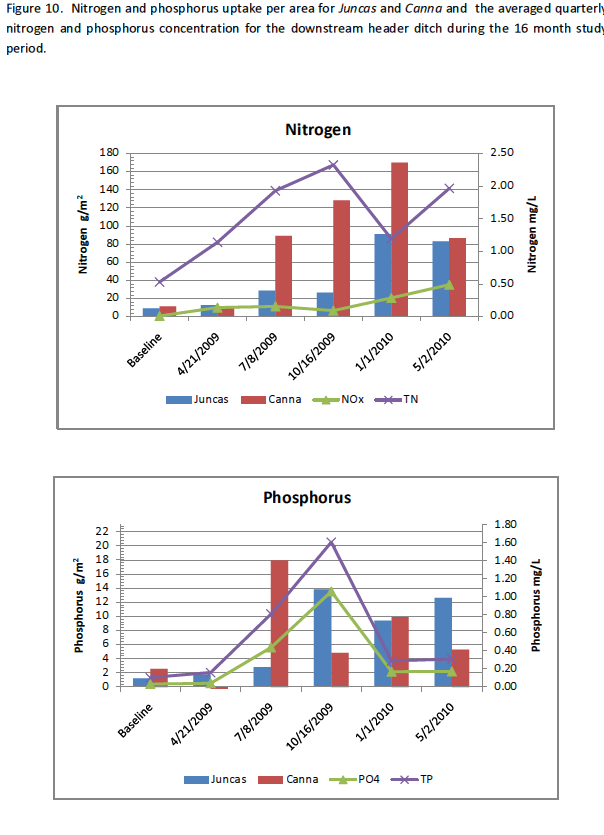 Figure 10. Nitrogen and phosphorus uptake per area for Juncas and Canna and the averaged quarterly
nitrogen and phosphorus concentration for the downstream header ditch during the 16 month study
period.
Nitrogen
180 2.50
160
140 2.00
120
100 1.50
80 1.00
60
40 0.50
20
0 0.00
Nitrogen g/m²
Nitrogen mg/L
Baseline 4/21/2009 7/8/2009 10/16/2009 1/1/2010 5/2/2010
Juncas Canna NOx TN
Phosphorus
22 1.80
20 1.60
18 1.40
16
14 1.20
12 1.00
10 0.80
8 0.60
6
4 0.40
2 0.20
0 0.00
Phosphorus g/m²
Phosphorus mg/L
Baseline 4/21/2009 7/8/2009 10/16/2009 1/1/2010 5/2/2010
Juncas Canna PO4 TP